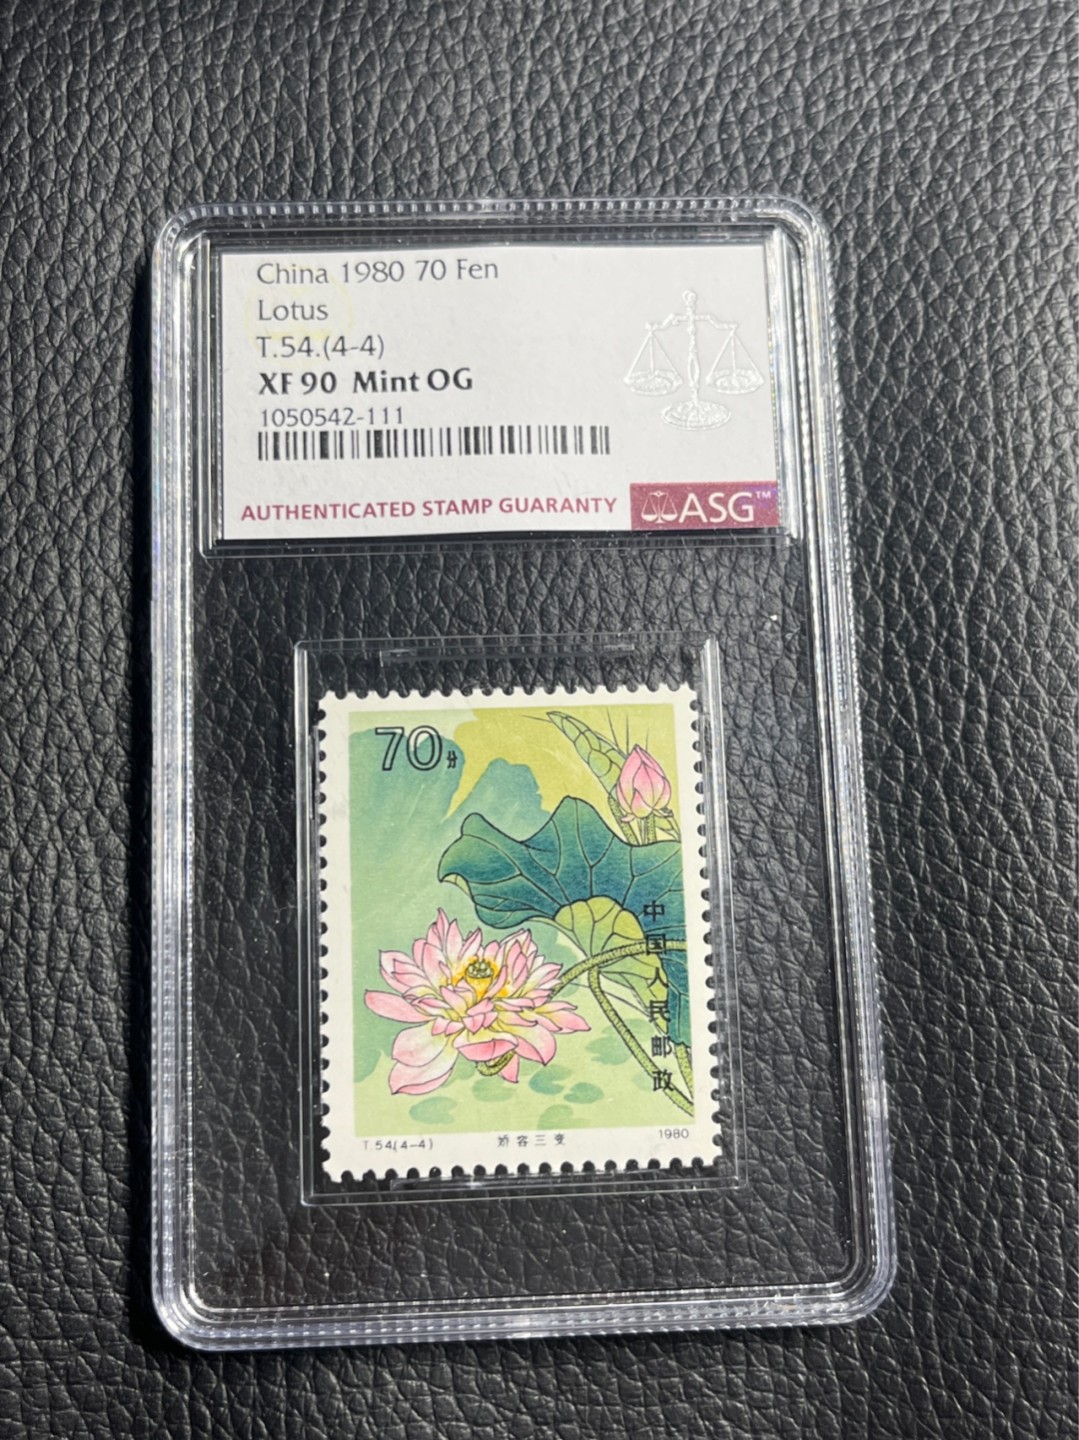 China 1980 70 Fen
Lotus
T.54.(4-4)
XF 90 Mint OG
1050542-111
AUTHENTICATED STAMP GUARANTY
ASG™
70分
中国人民邮政
T.54(4-4) 娇容三变 1980